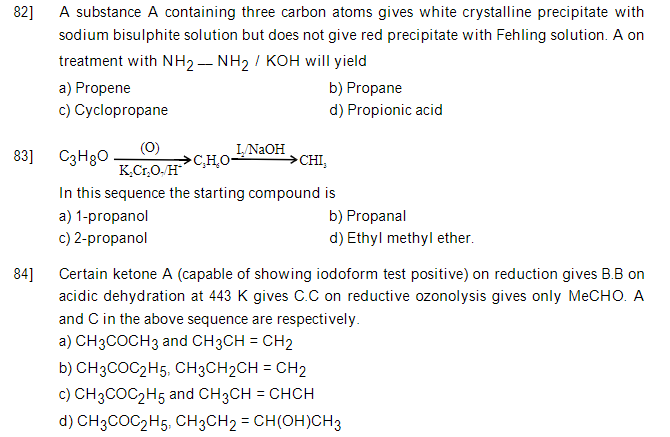 82] A substance A containing three carbon atoms gives white crystalline precipitate with
sodium bisulphite solution but does not give red precipitate with Fehling solution. A on
treatment with NH₂ — NH₂ / KOH will yield
a) Propene b) Propane
c) Cyclopropane d) Propionic acid
83] C₃H₈O (O) K₂Cr₂O₇/H⁺ → C₃H₆O I₂/NaOH → CHI₃
In this sequence the starting compound is
a) 1-propanol b) Propanal
c) 2-propanol d) Ethyl methyl ether.
84] Certain ketone A (capable of showing iodoform test positive) on reduction gives B.B on
acidic dehydration at 443 K gives C.C on reductive ozonolysis gives only MeCHO. A
and C in the above sequence are respectively.
a) CH₃COCH₃ and CH₃CH = CH₂
b) CH₃COC₂H₅, CH₃CH₂CH = CH₂
c) CH₃COC₂H₅ and CH₃CH = CHCH
d) CH₃COC₂H₅, CH₃CH₂ = CH(OH)CH₃